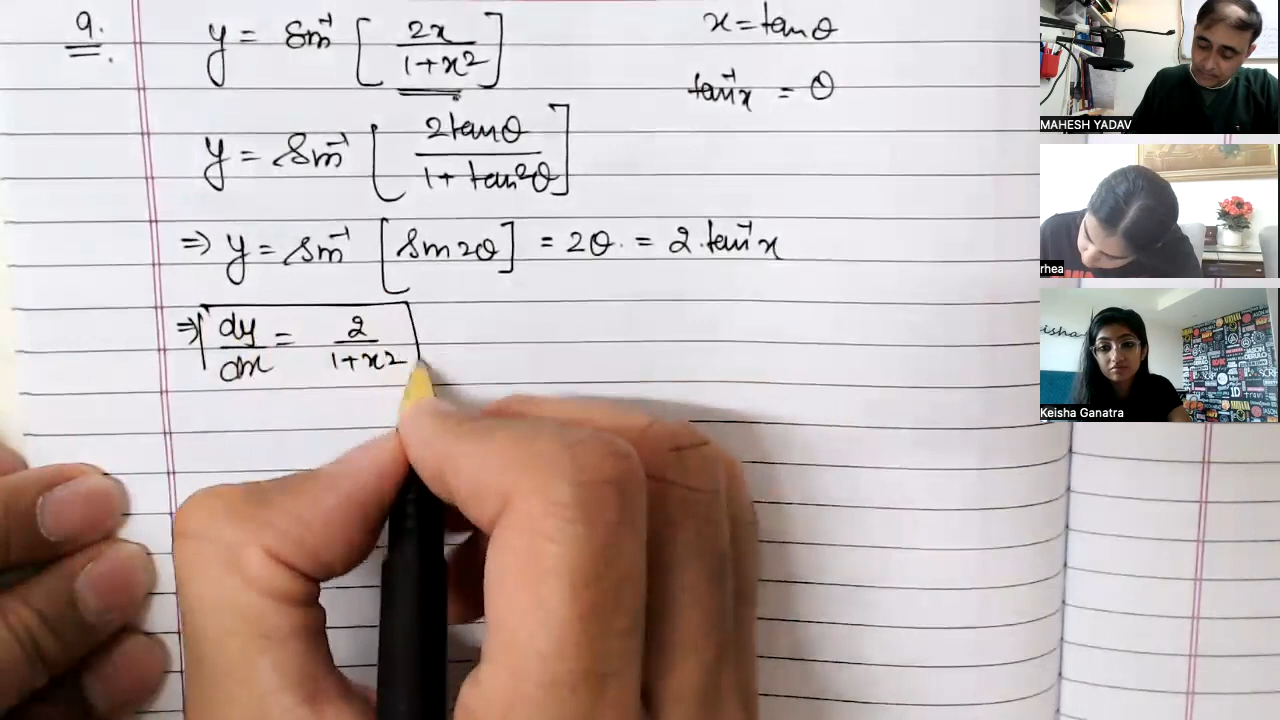 9.
y = Sin⁻¹ [ 2x / 1+x² ]
x = tanθ
tan⁻¹x = θ
y = Sin⁻¹ [ 2tanθ / 1+tan²θ ]
⇒ y = Sin⁻¹ [Sin2θ] = 2θ. = 2.tan⁻¹x
⇒ dy/dx = 2 / 1+x²
MAHESH YADAV
rhea
Keisha Ganatra